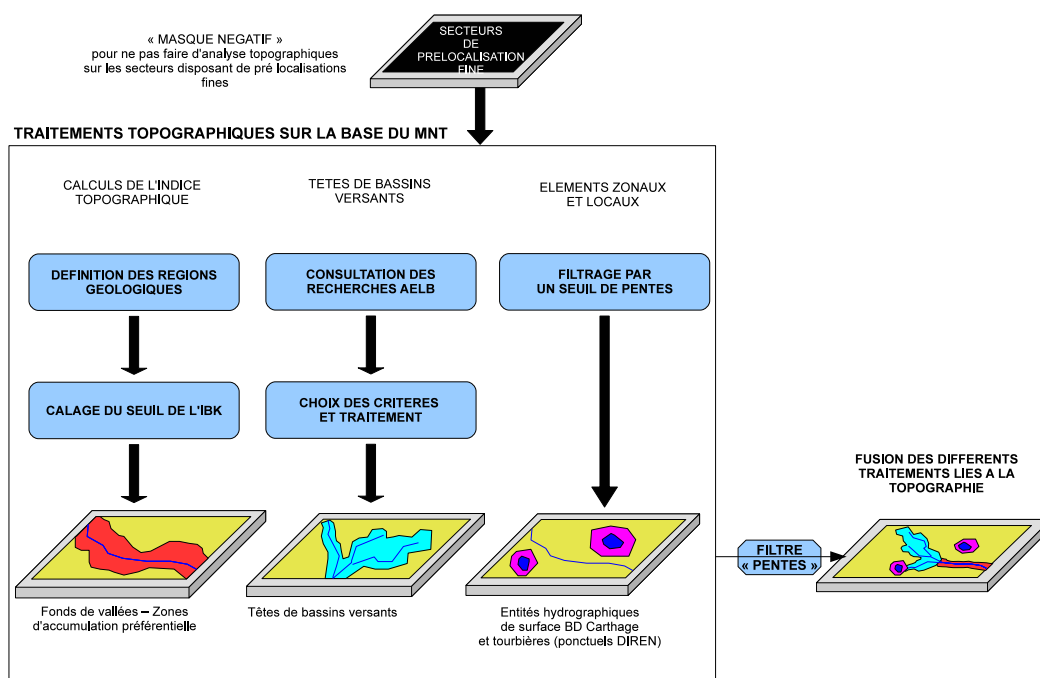 « MASQUE NEGATIF »
pour ne pas faire d'analyse topographiques
sur les secteurs disposant de pré localisations
fines
SECTEURS
DE
PRELOCALISATION
FINE
TRAITEMENTS TOPOGRAPHIQUES SUR LA BASE DU MNT
CALCULS DE L'INDICE
TOPOGRAPHIQUE
TETES DE BASSINS
VERSANTS
ELEMENTS ZONAUX
ET LOCAUX
DEFINITION DES REGIONS
GEOLOGIQUES
CONSULTATION DES
RECHERCHES AELB
FILTRAGE PAR
UN SEUIL DE PENTES
CALAGE DU SEUIL DE L'IBK
CHOIX DES CRITERES
ET TRAITEMENT
FUSION DES DIFFERENTS
TRAITEMENTS LIES A LA
TOPOGRAPHIE
FILTRE
« PENTES »
Fonds de vallées – Zones
d'accumulation préférentielle
Têtes de bassins versants
Entités hydrographiques
de surface BD Carthage
et tourbières (ponctuels DIREN)